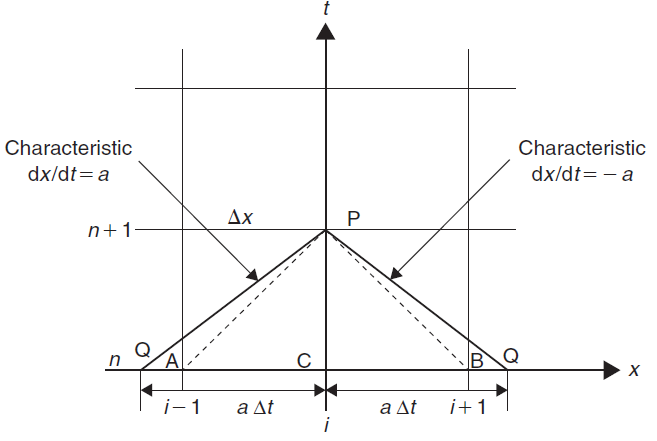 t
Characteristic
dx/dt = a
Characteristic
dx/dt = − a
Δx
P
n + 1
Q
n
A
C
B
Q
x
i − 1
a Δt
a Δt
i + 1
i